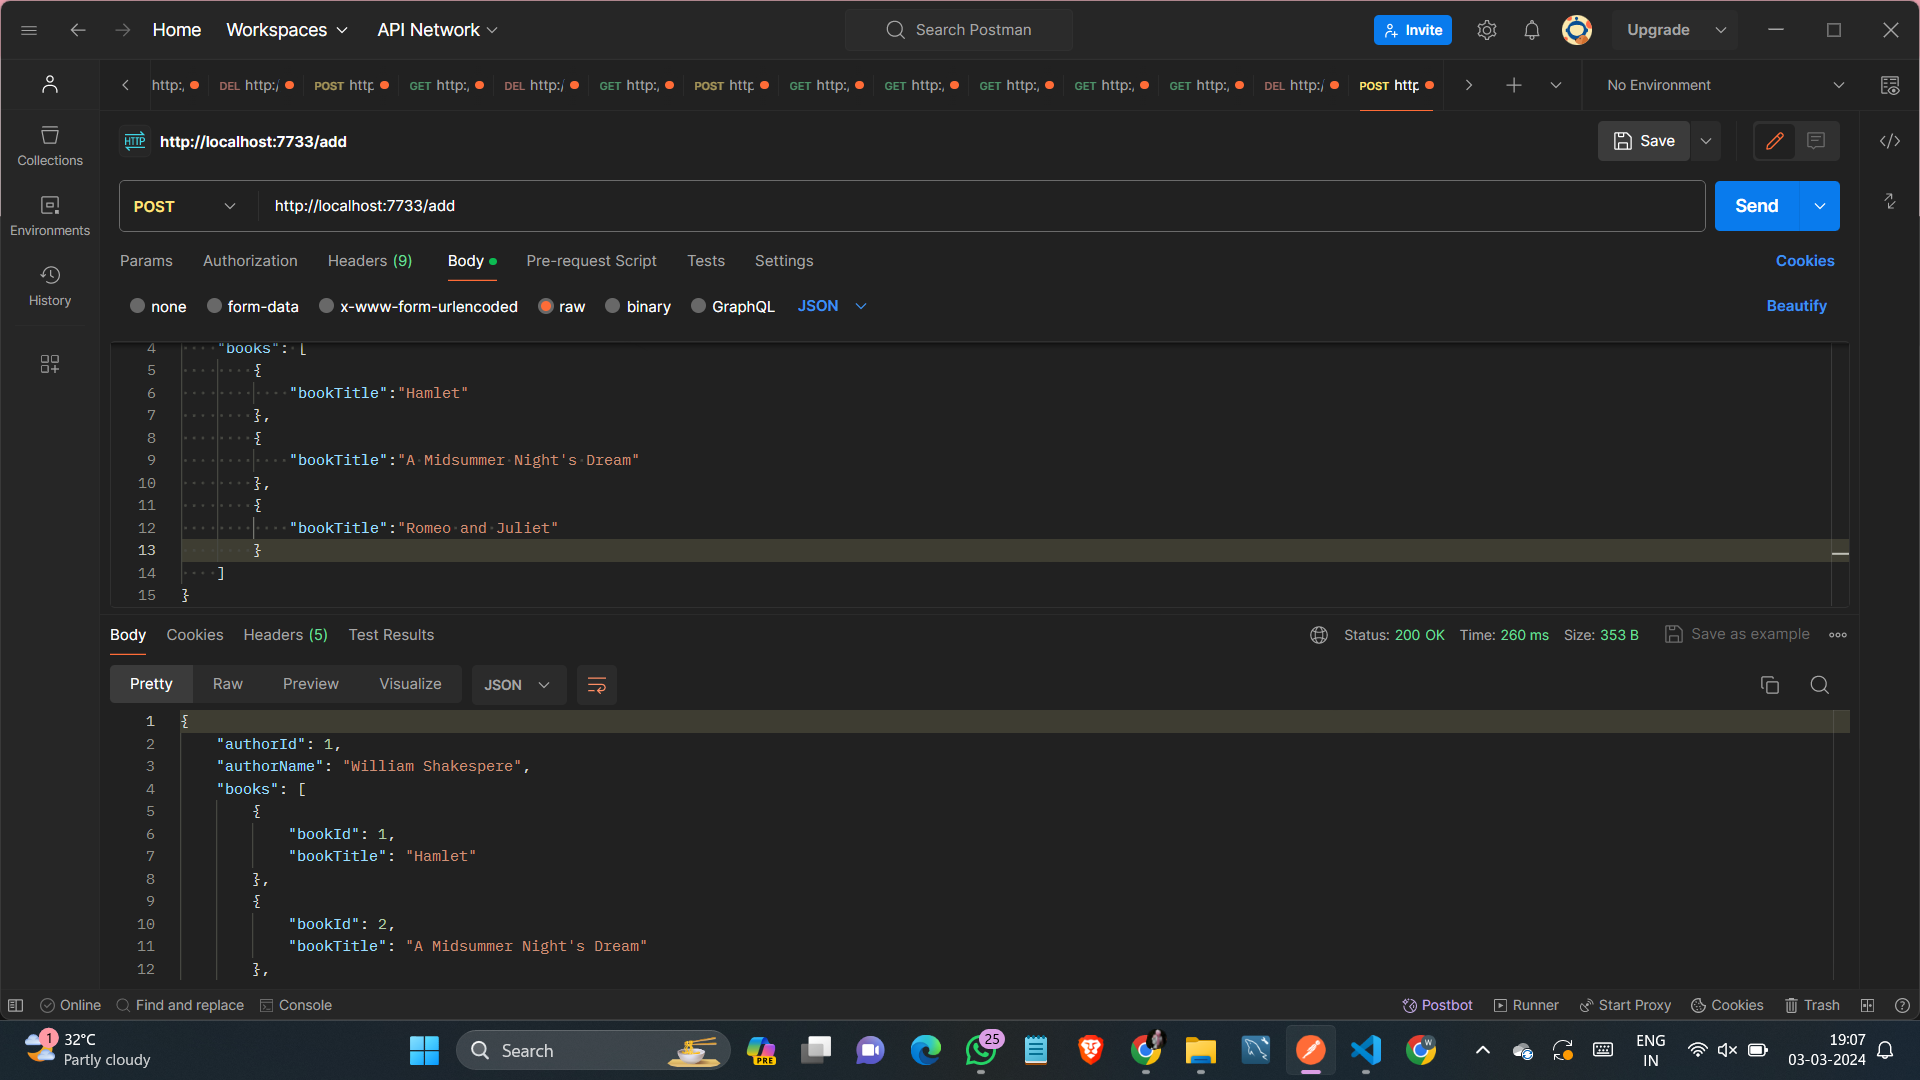 Home Workspaces API Network Search Postman Invite Upgrade
http:, DEL http:/ POST http GET http:, DEL http:/ GET http:, POST http GET http:, GET http:, GET http:, GET http:, GET http:, DEL http:/ POST http No Environment
HTTP http://localhost:7733/add Save
Collections
POST http://localhost:7733/add Send
Environments
Params Authorization Headers (9) Body Pre-request Script Tests Settings Cookies
History
none form-data x-www-form-urlencoded raw binary GraphQL JSON Beautify
4 "books": [
5 {
6 "bookTitle":"Hamlet"
7 },
8 {
9 "bookTitle":"A Midsummer Night's Dream"
10 },
11 {
12 "bookTitle":"Romeo and Juliet"
13 }
14 ]
15 }
Body Cookies Headers (5) Test Results Status: 200 OK Time: 260 ms Size: 353 B Save as example
Pretty Raw Preview Visualize JSON
1 {
2 "authorId": 1,
3 "authorName": "William Shakespere",
4 "books": [
5 {
6 "bookId": 1,
7 "bookTitle": "Hamlet"
8 },
9 {
10 "bookId": 2,
11 "bookTitle": "A Midsummer Night's Dream"
12 },
Online Find and replace Console Postbot Runner Start Proxy Cookies Trash
1 32°C
Partly cloudy
Search
PRE
25
W
ENG
IN
19:07
03-03-2024